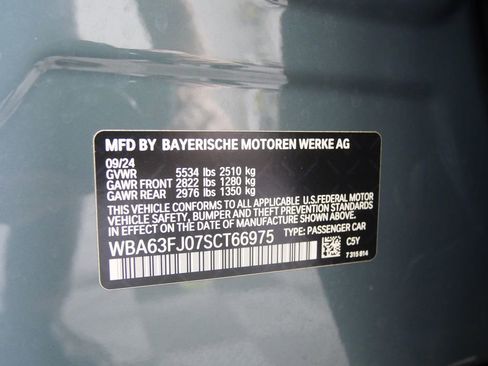 MFD BY BAYERISCHE MOTOREN WERKE AG
09/24
GVWR 5534 lbs 2510 kg
GAWR FRONT 2822 lbs 1280 kg
GAWR REAR 2976 lbs 1350 kg
THIS VEHICLE CONFORMS TO ALL APPLICABLE U.S.FEDERAL MOTOR
VEHICLE SAFETY, BUMPER, AND THEFT PREVENTION STANDARDS
IN EFFECT ON THE DATE OF MANUFACTURE SHOWN ABOVE.
WBA63FJ07SCT66975 TYPE: PASSENGER CAR
C5Y
7 315 814